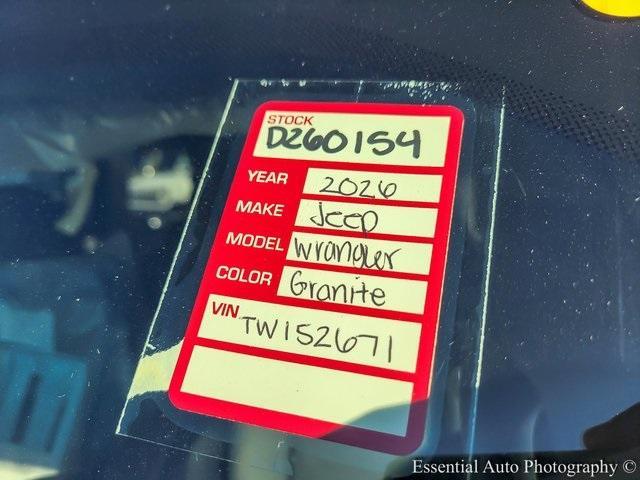 STOCK
D260154
YEAR 2026
MAKE Jeep
MODEL Wrangler
COLOR Granite
VIN TW152671
Essential Auto Photography ©